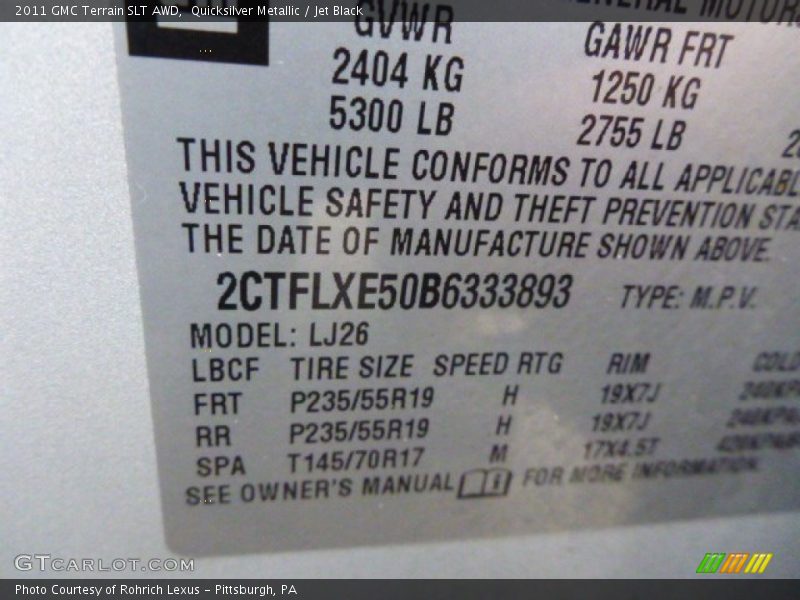 2011 GMC Terrain SLT AWD, Quicksilver Metallic / Jet Black
GENERAL MOTORS
GVWR GAWR FRT
2404 KG 1250 KG
5300 LB 2755 LB
THIS VEHICLE CONFORMS TO ALL
VEHICLE SAFETY AND THEFT PREVENTION
THE DATE OF MANUFACTURE SHOWN ABOVE.
2CTFLXE50B6333893 TYPE: M.P.V.
MODEL: LJ26
LBCF TIRE SIZE SPEED RTG RIM COLD
FRT P235/55R19 H 19X7J
RR P235/55R19 H 19X7J
SPA T145/70R17 M 17X4.5T
SEE OWNER'S MANUAL FOR MORE INFORMATION.
GTCARLOT.COM
Photo Courtesy of Rohrich Lexus – Pittsburgh, PA